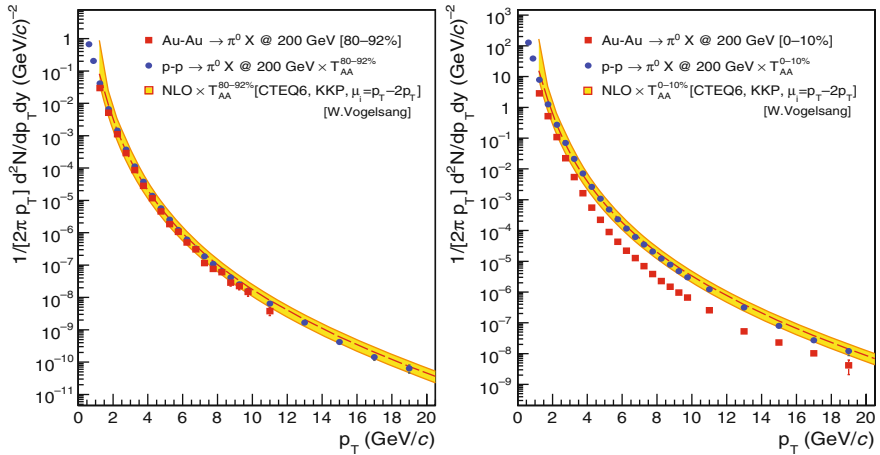 1/[2π p_T] d²N/dp_T dy (GeV/c)⁻²
Au-Au → π⁰ X @ 200 GeV [80–92%]
p-p → π⁰ X @ 200 GeV × T_AA^80–92%
NLO × T_AA^80–92% [CTEQ6, KKP, μ_i=p_T–2p_T]
[W.Vogelsang]
1
10⁻¹
10⁻²
10⁻³
10⁻⁴
10⁻⁵
10⁻⁶
10⁻⁷
10⁻⁸
10⁻⁹
10⁻¹⁰
10⁻¹¹
0 2 4 6 8 10 12 14 16 18 20
p_T (GeV/c)
1/[2π p_T] d²N/dp_T dy (GeV/c)⁻²
Au-Au → π⁰ X @ 200 GeV [0–10%]
p-p → π⁰ X @ 200 GeV × T_AA^0–10%
NLO × T_AA^0–10% [CTEQ6, KKP, μ_i=p_T–2p_T]
[W.Vogelsang]
10²
10
1
10⁻¹
10⁻²
10⁻³
10⁻⁴
10⁻⁵
10⁻⁶
10⁻⁷
10⁻⁸
10⁻⁹
0 2 4 6 8 10 12 14 16 18 20
p_T (GeV/c)